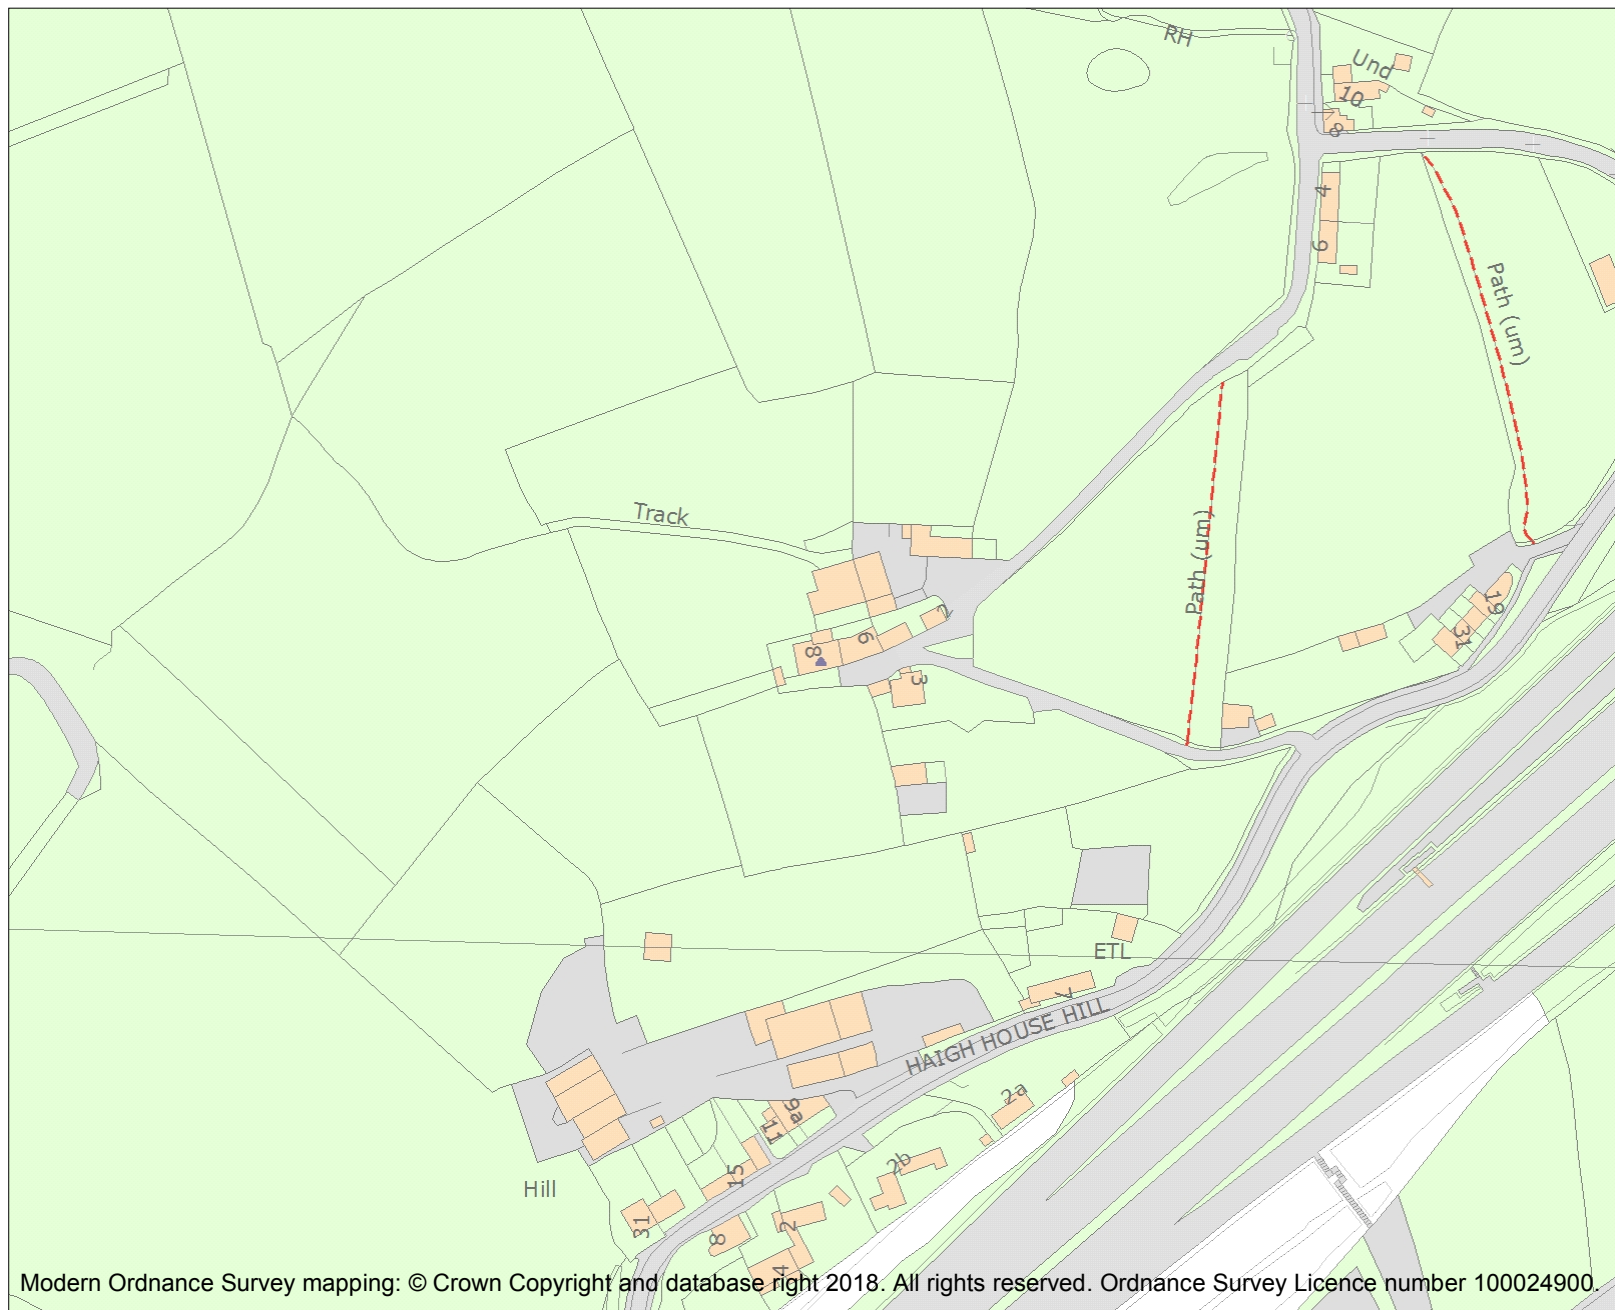 RH
Und
10
8
4
6
Path (um)
Track
Path (um)
2
6
8
3
19
31
ETL
7
HAIGH HOUSE HILL
2a
9a
11
2b
15
Hill
31
8
2
4
Modern Ordnance Survey mapping: © Crown Copyright and database right 2018. All rights reserved. Ordnance Survey Licence number 100024900.